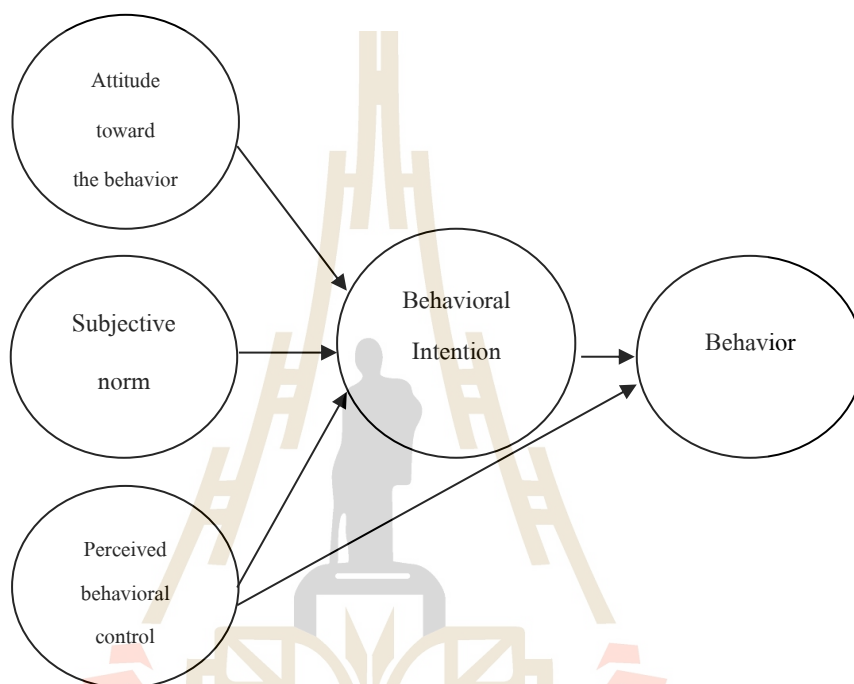 Attitude
toward
the behavior
Subjective
norm
Behavioral
Intention
Behavior
Perceived
behavioral
control